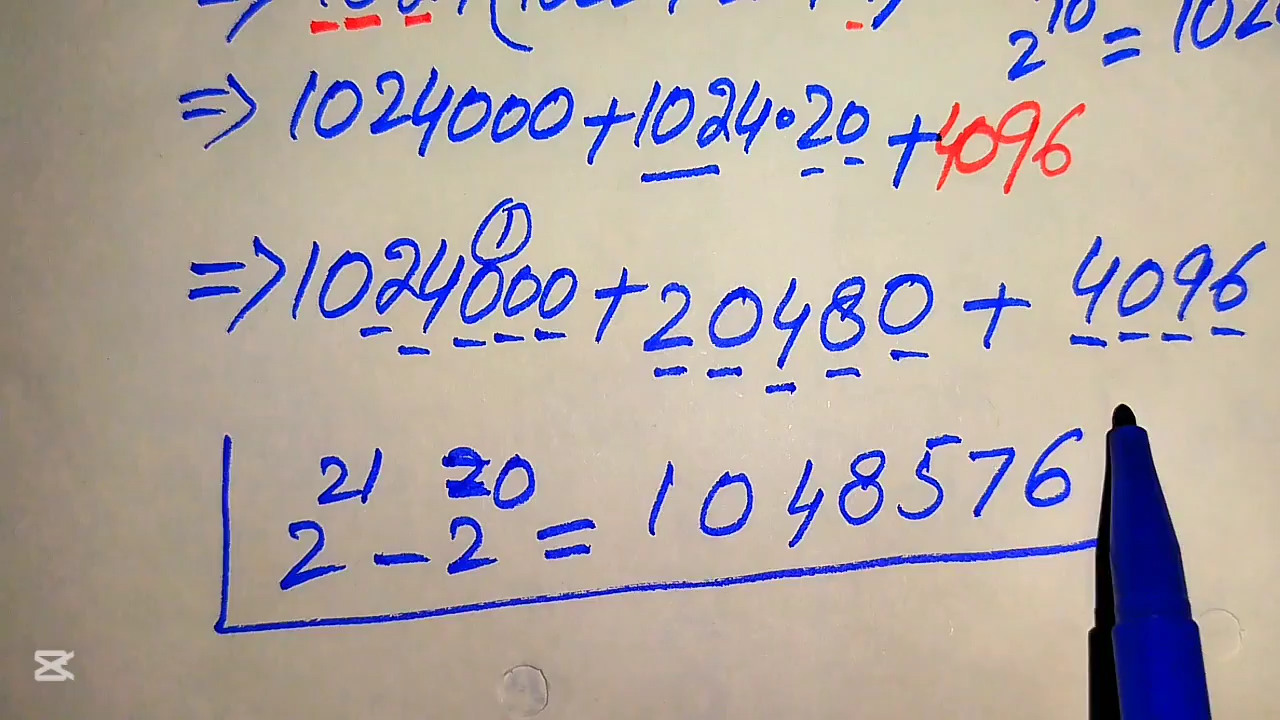 2¹⁰ = 102
=> 1024000 + 1024·20 + 4096
① 
=> 1024000 + 20480 + 4096
2²¹ - 2²⁰ = 1048576